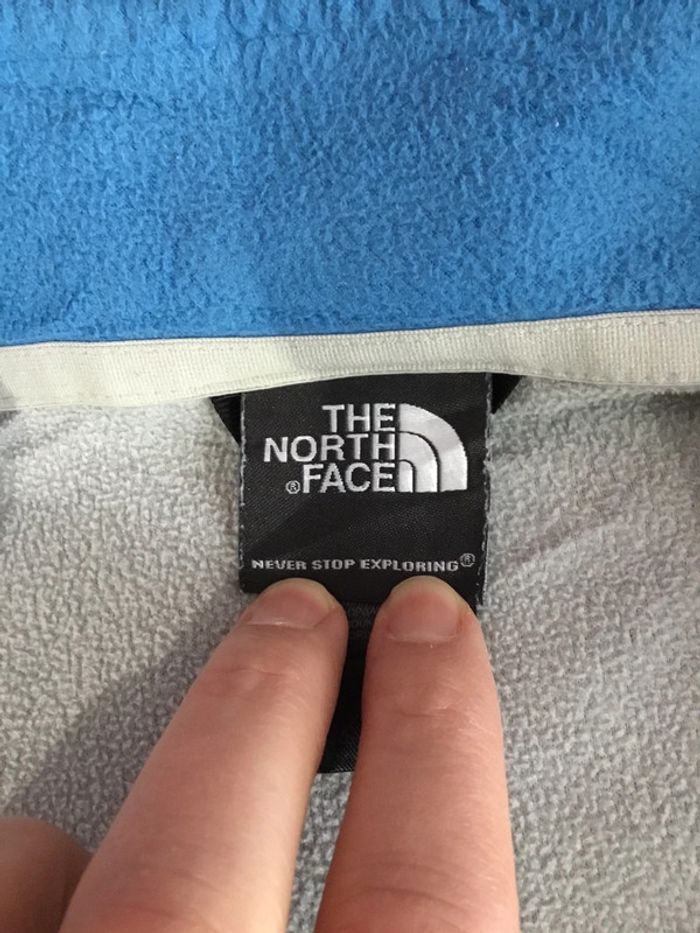 THE
NORTH
®FACE
NEVER STOP EXPLORING®